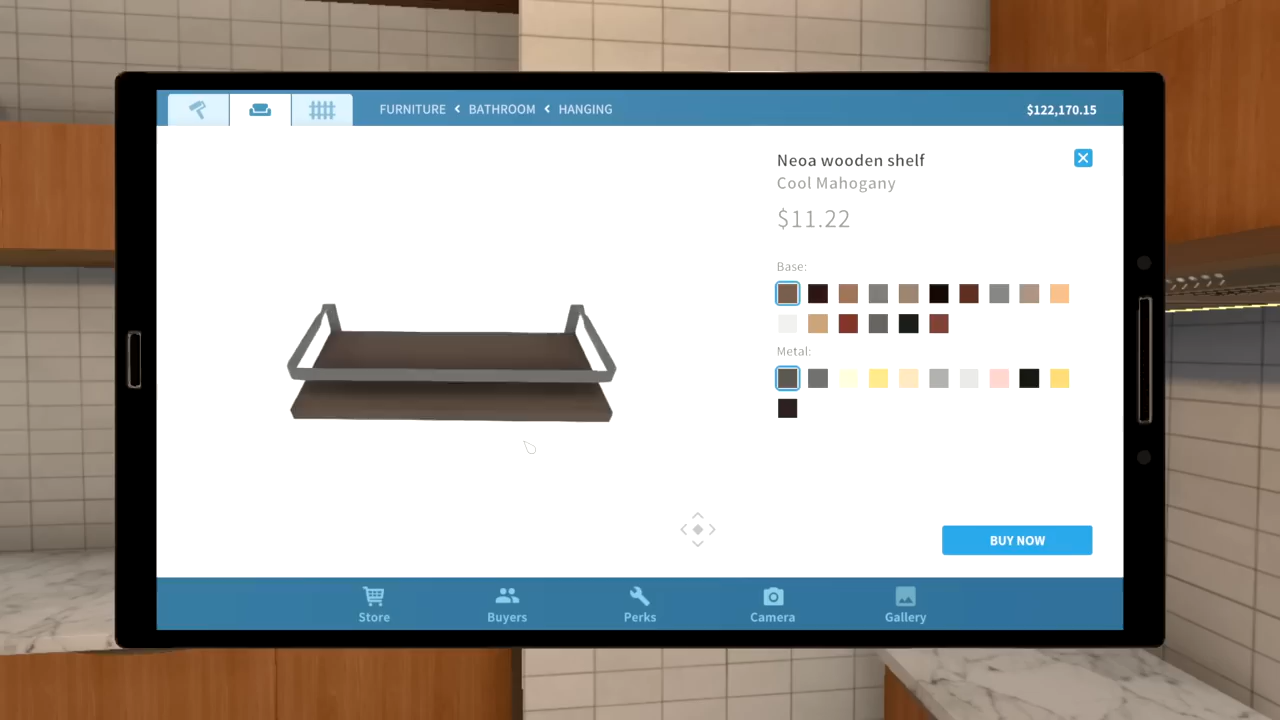 FURNITURE < BATHROOM < HANGING
$122,170.15
Neoa wooden shelf
Cool Mahogany
$11.22
Base:
Metal:
BUY NOW
Store
Buyers
Perks
Camera
Gallery